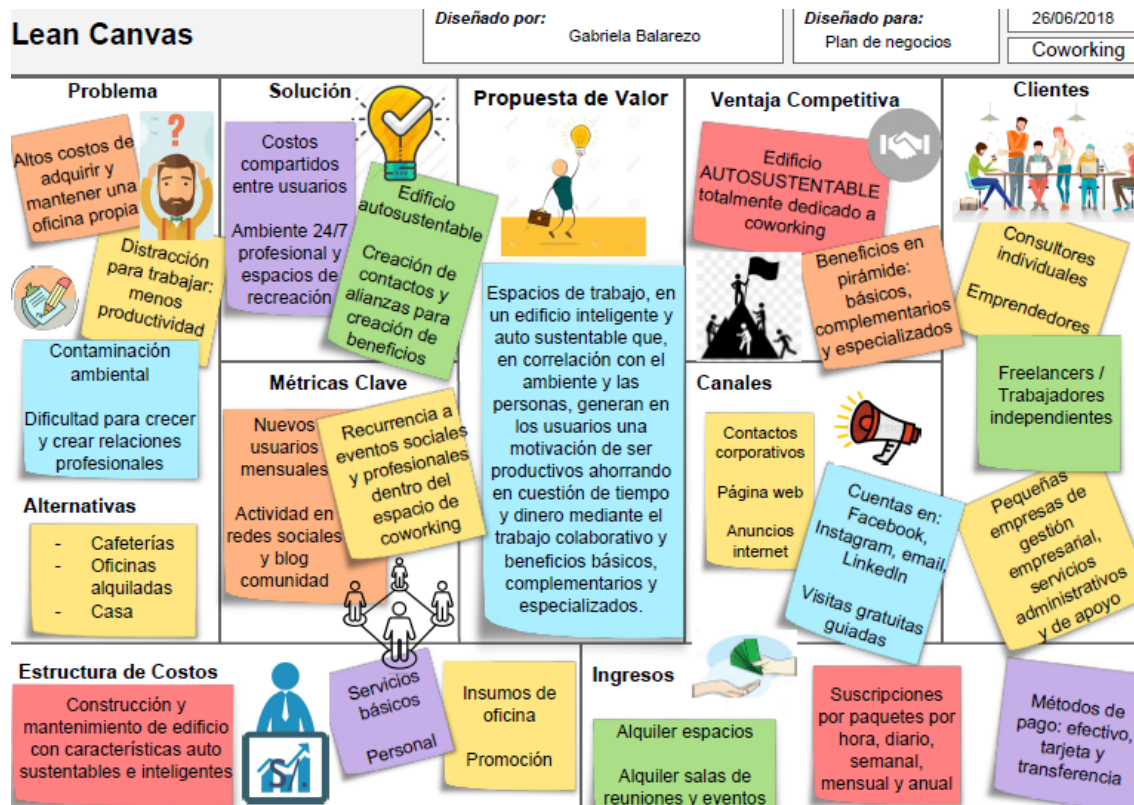 Lean Canvas
Diseñado por:
Gabriela Balarezo
Diseñado para:
Plan de negocios
26/06/2018
Coworking
Problema
Altos costos de
adquirir y
mantener una
oficina propia
Distracción
para trabajar:
menos
productividad
Contaminación
ambiental
Dificultad para crecer
y crear relaciones
profesionales
Alternativas
- Cafeterías
- Oficinas
alquiladas
- Casa
Solución
Costos
compartidos
entre usuarios
Ambiente 24/7
profesional y
espacios de
recreación
Edificio
autosustentable
Creación de
contactos y
alianzas para
creación de
beneficios
Métricas Clave
Nuevos
usuarios
mensuales
Actividad en
redes sociales
y blog
comunidad
Recurrencia a
eventos sociales
y profesionales
dentro del
espacio de
coworking
Propuesta de Valor
Espacios de trabajo, en
un edificio inteligente y
auto sustentable que,
en correlación con el
ambiente y las
personas, generan en
los usuarios una
motivación de ser
productivos ahorrando
en cuestión de tiempo
y dinero mediante el
trabajo colaborativo y
beneficios básicos,
complementarios y
especializados.
Ventaja Competitiva
Edificio
AUTOSUSTENTABLE
totalmente dedicado a
coworking
Beneficios en
pirámide:
básicos,
complementarios
y especializados
Canales
Contactos
corporativos
Página web
Anuncios
internet
Cuentas en:
Facebook,
Instagram, email,
LinkedIn
Visitas gratuitas
guiadas
Clientes
Consultores
individuales
Emprendedores
Freelancers /
Trabajadores
independientes
Pequeñas
empresas de
gestión
empresarial,
servicios
administrativos
y de apoyo
Estructura de Costos
Construcción y
mantenimiento de edificio
con características auto
sustentables e inteligentes
S/.
Servicios
básicos
Personal
Insumos de
oficina
Promoción
Ingresos
Alquiler espacios
Alquiler salas de
reuniones y eventos
Suscripciones
por paquetes por
hora, diario,
semanal,
mensual y anual
Métodos de
pago: efectivo,
tarjeta y
transferencia